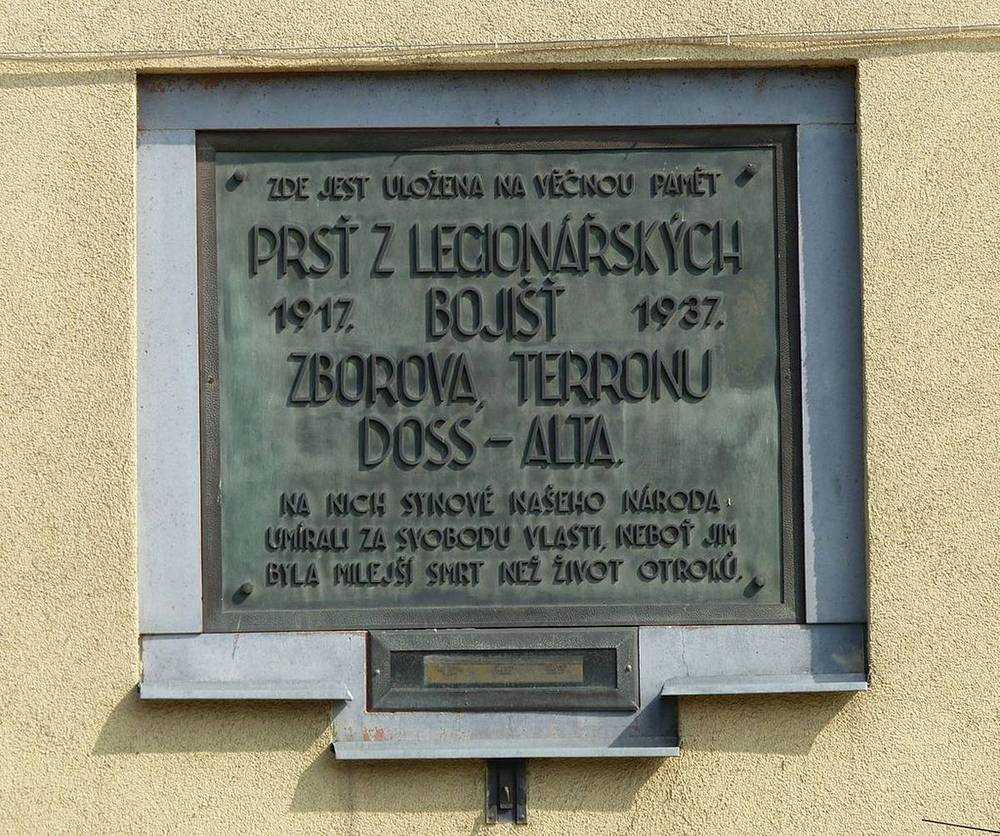 ZDE JEST ULOŽENA NA VĚČNOU PAMĚŤ
PRSŤ Z LEGIONÁŘSKÝCH
1917. BOJIŠŤ 1937.
ZBOROVA, TERRONU
DOSS – ALTA.
NA NICH SYNOVÉ NAŠEHO NÁRODA
UMÍRALI ZA SVOBODU VLASTI, NEBOŤ JIM
BYLA MILEJŠÍ SMRT NEŽ ŽIVOT OTROKŮ.